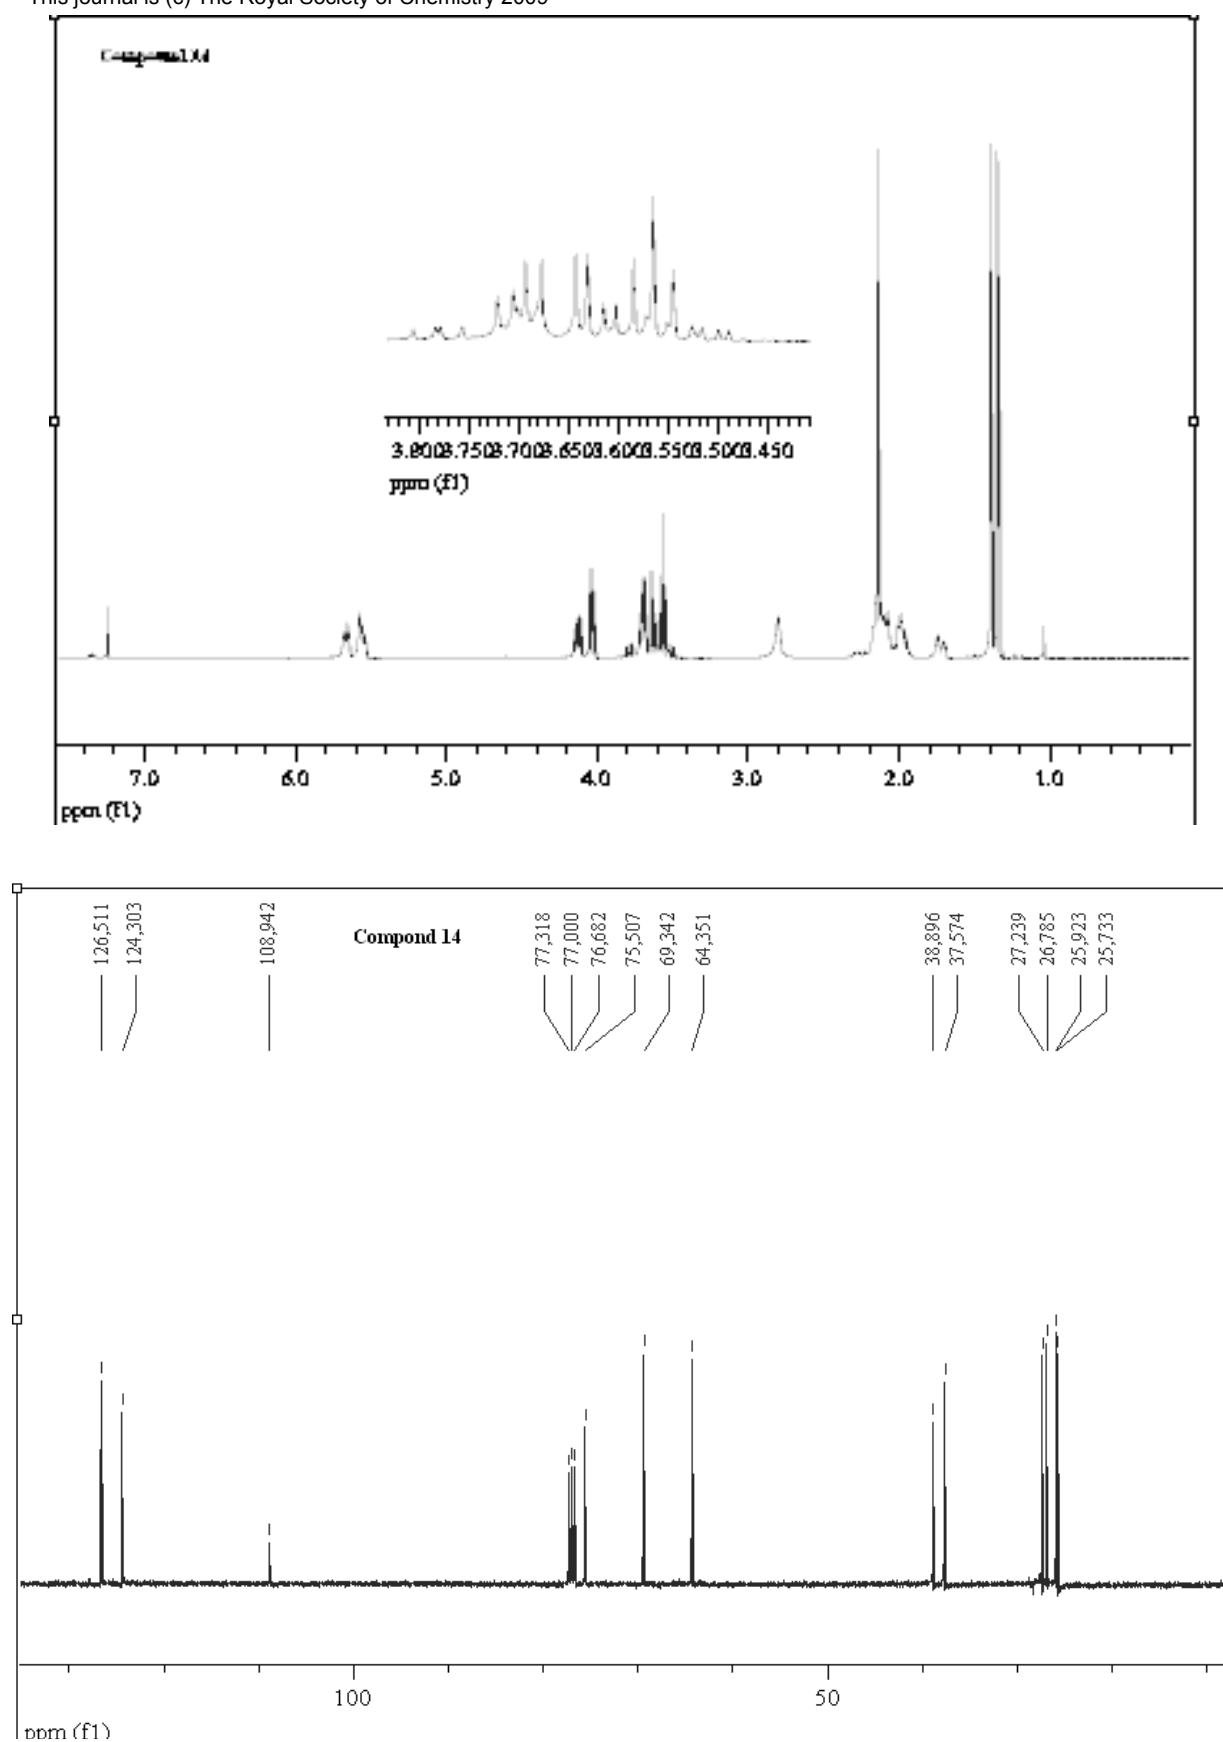 This journal is (c) The Royal Society of Chemistry 2009
3.800 3.750 3.700 3.650 3.600 3.550 3.500 3.450
ppm (f1)
7.0 6.0 5.0 4.0 3.0 2.0 1.0
ppm (f1)
126,511 124,303 108,942 77,318 77,000 76,682 75,507 69,342 64,351 38,896 37,574 27,239 26,785 25,923 25,733
Compond 14
100 50
ppm (f1)